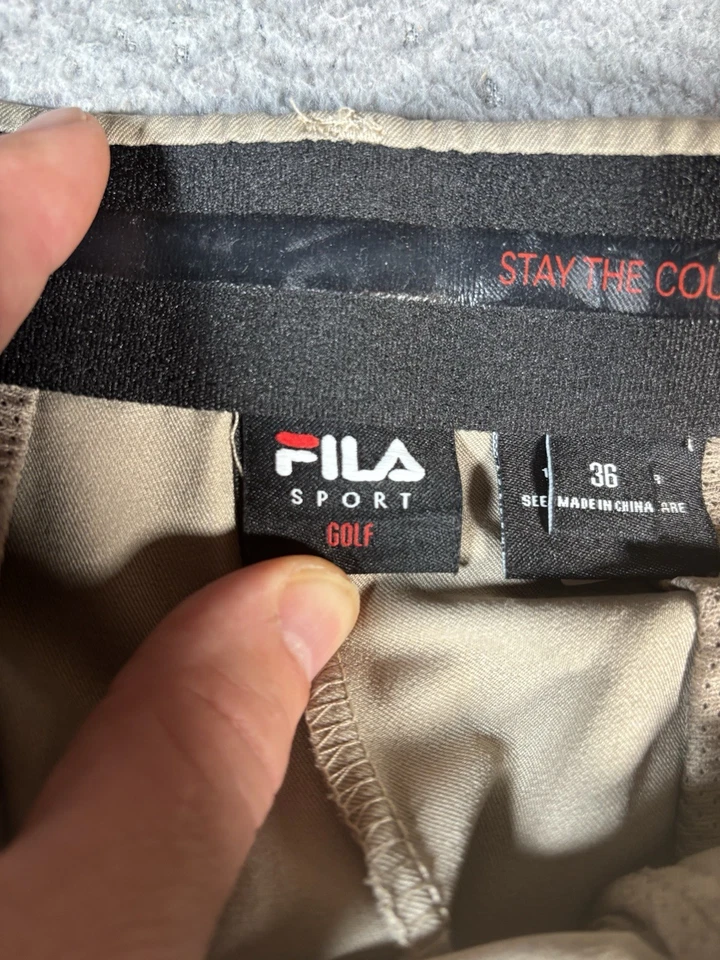 STAY THE COU
FILA
SPORT
GOLF
36
SEE MADE IN CHINA ARE